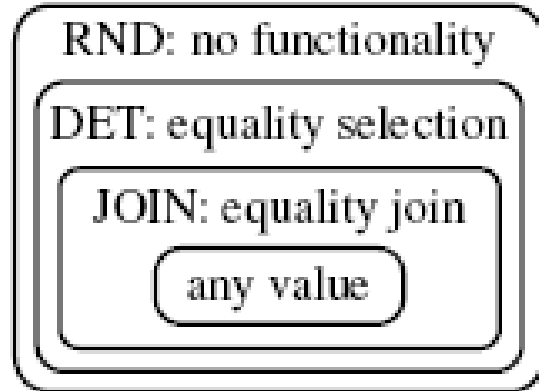 RND: no functionality
DET: equality selection
JOIN: equality join
any value